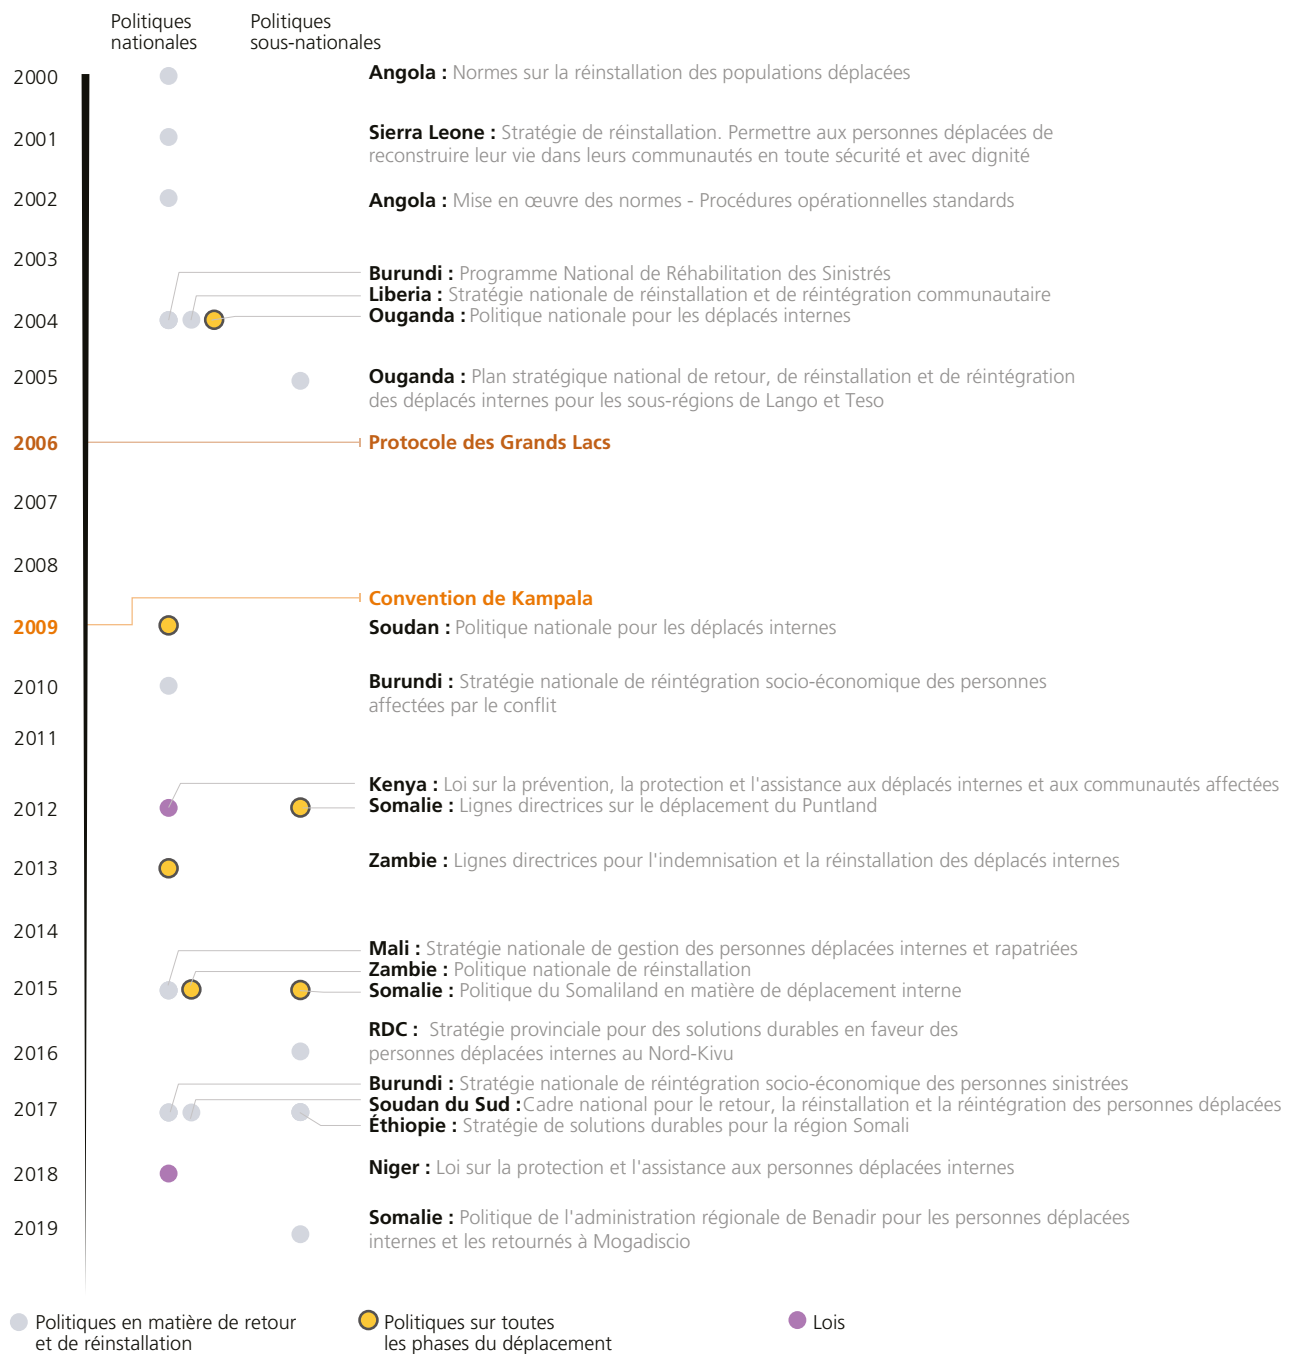 Politiques
nationales
Politiques
sous-nationales
2000
Angola : Normes sur la réinstallation des populations déplacées
2001
Sierra Leone : Stratégie de réinstallation. Permettre aux personnes déplacées de
reconstruire leur vie dans leurs communautés en toute sécurité et avec dignité
2002
Angola : Mise en œuvre des normes - Procédures opérationnelles standards
2003
Burundi : Programme National de Réhabilitation des Sinistrés
Liberia : Stratégie nationale de réinstallation et de réintégration communautaire
2004
Ouganda : Politique nationale pour les déplacés internes
2005
Ouganda : Plan stratégique national de retour, de réinstallation et de réintégration
des déplacés internes pour les sous-régions de Lango et Teso
2006
Protocole des Grands Lacs
2007
2008
Convention de Kampala
2009
Soudan : Politique nationale pour les déplacés internes
2010
Burundi : Stratégie nationale de réintégration socio-économique des personnes
affectées par le conflit
2011
Kenya : Loi sur la prévention, la protection et l'assistance aux déplacés internes et aux communautés affectées
2012
Somalie : Lignes directrices sur le déplacement du Puntland
2013
Zambie : Lignes directrices pour l'indemnisation et la réinstallation des déplacés internes
2014
Mali : Stratégie nationale de gestion des personnes déplacées internes et rapatriées
Zambie : Politique nationale de réinstallation
2015
Somalie : Politique du Somaliland en matière de déplacement interne
2016
RDC : Stratégie provinciale pour des solutions durables en faveur des
personnes déplacées internes au Nord-Kivu
Burundi : Stratégie nationale de réintégration socio-économique des personnes sinistrées
2017
Soudan du Sud : Cadre national pour le retour, la réinstallation et la réintégration des personnes déplacées
Éthiopie : Stratégie de solutions durables pour la région Somali
2018
Niger : Loi sur la protection et l'assistance aux personnes déplacées internes
2019
Somalie : Politique de l'administration régionale de Benadir pour les personnes déplacées
internes et les retournés à Mogadiscio
Politiques en matière de retour
et de réinstallation
Politiques sur toutes
les phases du déplacement
Lois